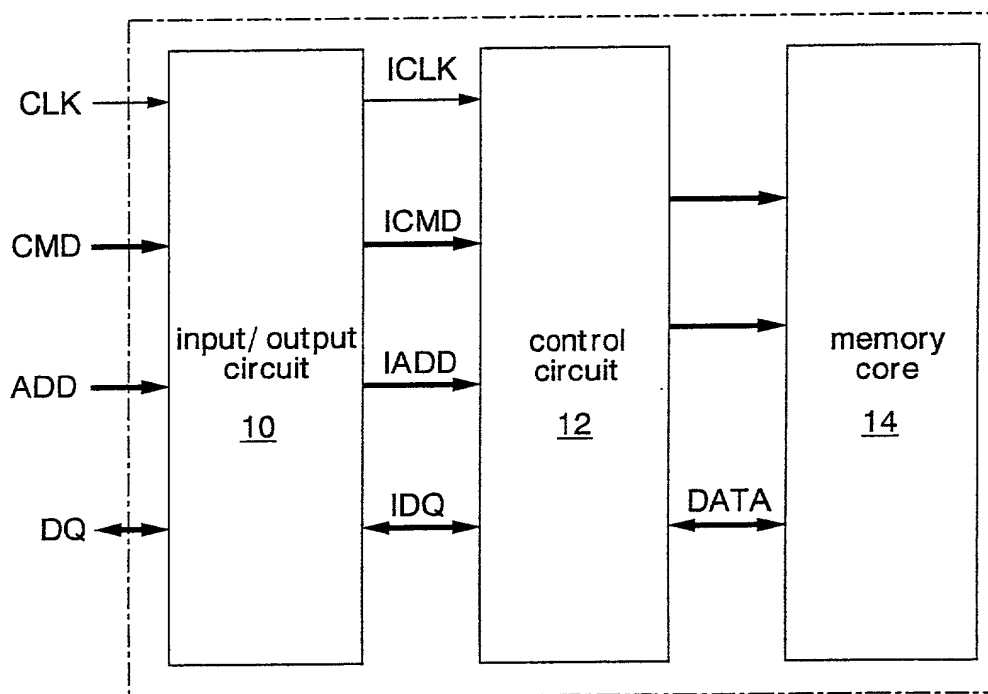 CLK
CMD
ADD
DQ
input/ output
circuit
10
ICLK
ICMD
IADD
IDQ
control
circuit
12
DATA
memory
core
14